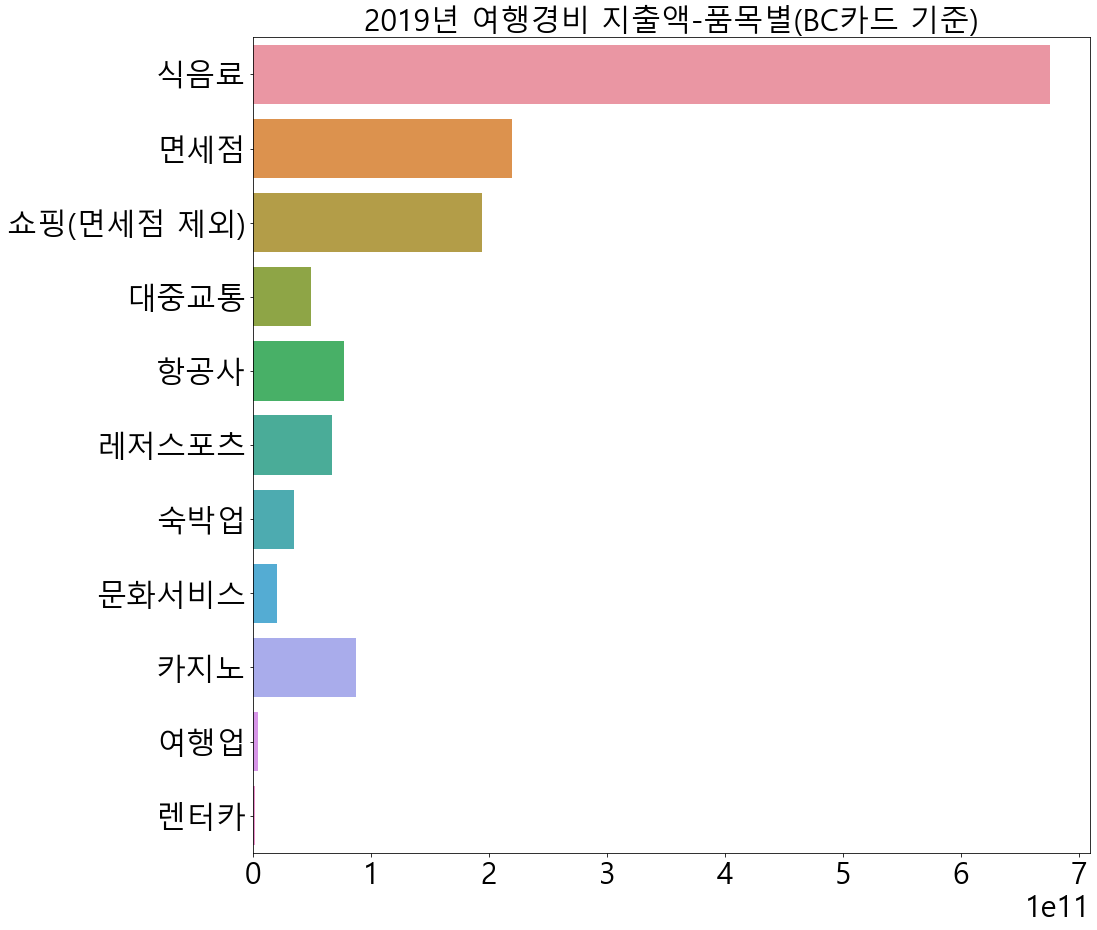 2019년 여행경비 지출액-품목별(BC카드 기준)
식음료
면세점
쇼핑(면세점 제외)
대중교통
항공사
레저스포츠
숙박업
문화서비스
카지노
여행업
렌터카
0 1 2 3 4 5 6 7
1e11